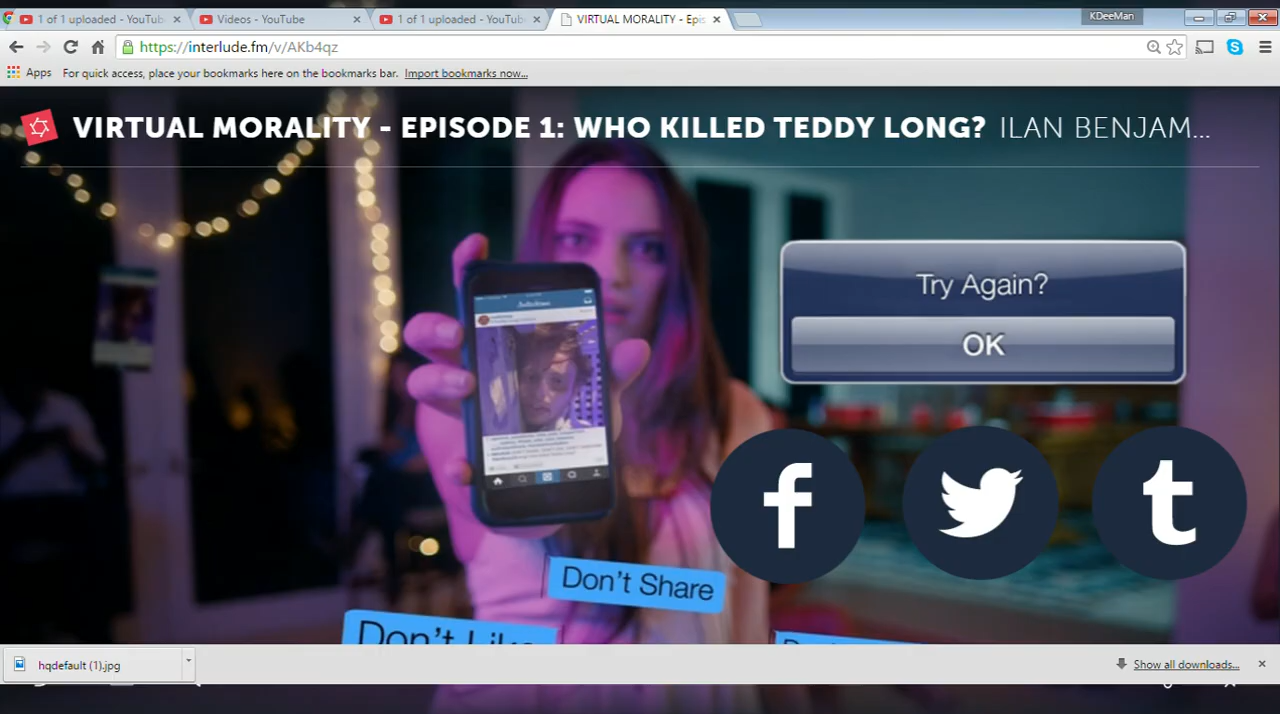 1 of 1 uploaded - YouTub
Videos - YouTube
1 of 1 uploaded - YouTub
VIRTUAL MORALITY - Epis
KDeeMan
https://interlude.fm/v/AKb4qz
Apps
For quick access, place your bookmarks here on the bookmarks bar. Import bookmarks now...
VIRTUAL MORALITY - EPISODE 1: WHO KILLED TEDDY LONG? ILAN BENJAM...
Try Again?
OK
Don't Share
Don't Like
hqdefault (1).jpg
Show all downloads...